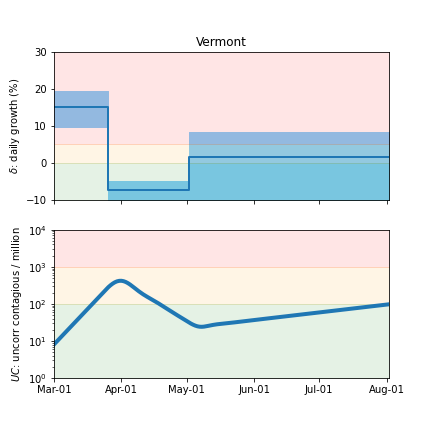 Vermont
δ: daily growth (%)
30
20
10
0
−10
UC: uncorr contagious / million
10⁴
10³
10²
10¹
10⁰
Mar-01 Apr-01 May-01 Jun-01 Jul-01 Aug-01